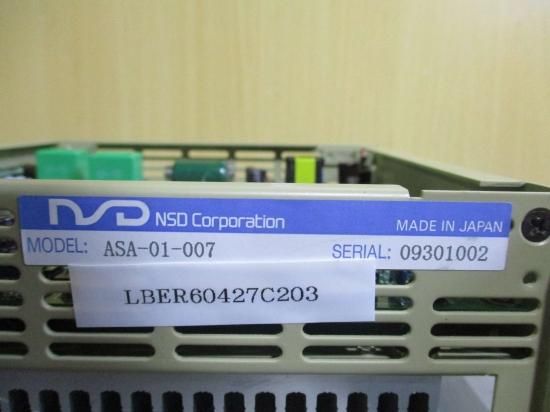 NSD NSD Corporation MADE IN JAPAN
MODEL: ASA-01-007 SERIAL: 09301002
LBER60427C203